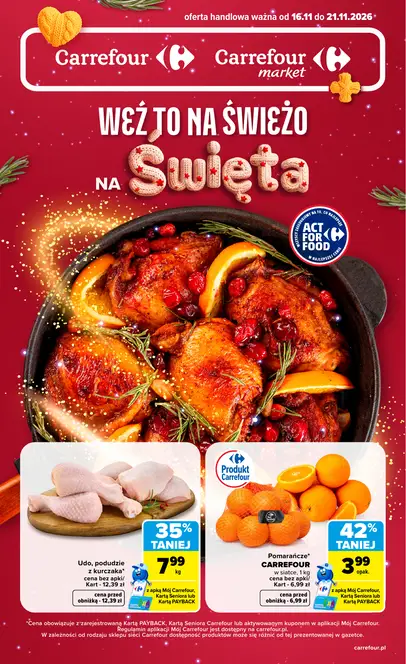 oferta handlowa ważna od 16.11 do 21.11.2026
Carrefour
Carrefour
market
WEŹ TO NA ŚWIEŻO
NA Święta
ACT
FOR
FOOD
Udo, podudzie
z kurczaka*
cena bez apki/
Kart - 12,39 zł
cena przed
obniżką - 12,39 zł
35%
TANIEJ
7 99
kg
z apką Mój Carrefour,
Kartą Seniora lub
Kartą PAYBACK
Produkt
Carrefour
Pomarańcze*
CARREFOUR
w siatce, 1 kg
cena bez apki/
Kart - 6,99 zł
cena przed
obniżką - 6,99 zł
42%
TANIEJ
3 99
opak.
z apką Mój Carrefour,
Kartą Seniora lub
Kartą PAYBACK
*Cena obowiązuje z zarejestrowaną Kartą PAYBACK, Kartą Seniora Carrefour lub aktywowanym kuponem w aplikacji Mój Carrefour.
Regulamin aplikacji Mój Carrefour jest dostępny na carrefour.pl.
W zależności od rodzaju sklepu sieci Carrefour dostępność produktów może się różnić od tej prezentowanej w gazetce.
carrefour.pl